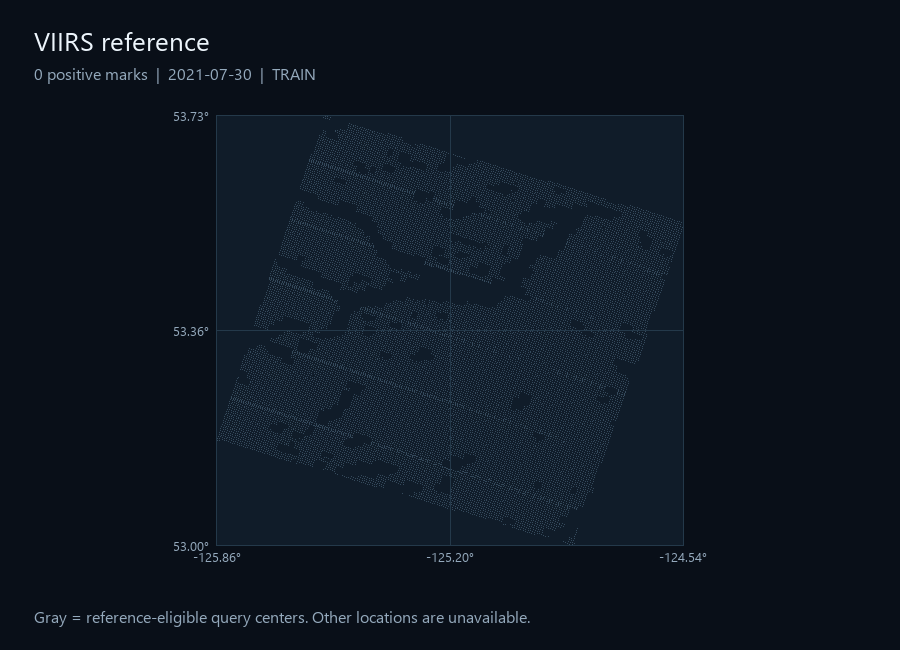 VIIRS reference
0 positive marks | 2021-07-30 | TRAIN
53.73°
53.36°
53.00°
-125.86°
-125.20°
-124.54°
Gray = reference-eligible query centers. Other locations are unavailable.